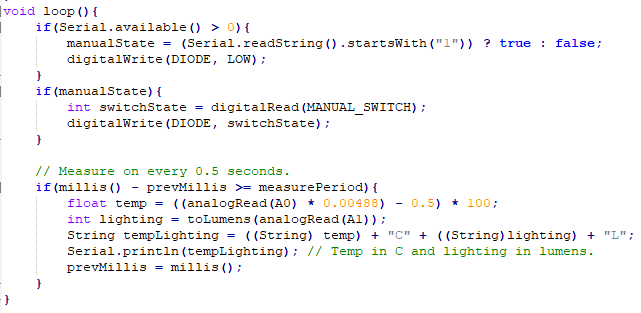 void loop(){
    if(Serial.available() > 0){
        manualState = (Serial.readString().startsWith("1")) ? true : false;
        digitalWrite(DIODE, LOW);
    }
    if(manualState){
        int switchState = digitalRead(MANUAL_SWITCH);
        digitalWrite(DIODE, switchState);
    }

    // Measure on every 0.5 seconds.
    if(millis() - prevMillis >= measurePeriod){
        float temp = ((analogRead(A0) * 0.00488) - 0.5) * 100;
        int lighting = toLumens(analogRead(A1));
        String tempLighting = ((String) temp) + "C" + ((String)lighting) + "L";
        Serial.println(tempLighting); // Temp in C and lighting in lumens.
        prevMillis = millis();
    }
}